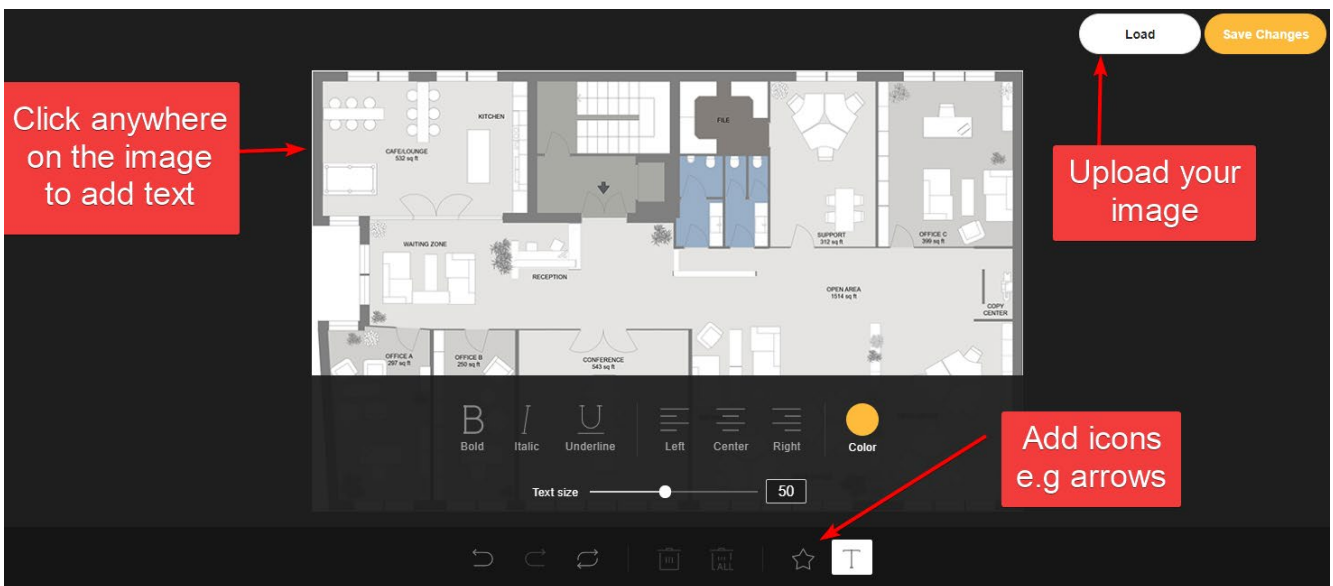 Load
Save Changes
Click anywhere
on the image
to add text
Upload your
image
KITCHEN
CAFE/LOUNGE
532 sq ft
FILE
WAITING ZONE
RECEPTION
SUPPORT
312 sq ft
OFFICE C
399 sq ft
OPEN AREA
1514 sq ft
COPY
CENTER
OFFICE A
297 sq ft
OFFICE B
250 sq ft
CONFERENCE
543 sq ft
B
I
U
Bold
Italic
Underline
Left
Center
Right
Color
Text size
50
Add icons
e.g arrows
ALL
T